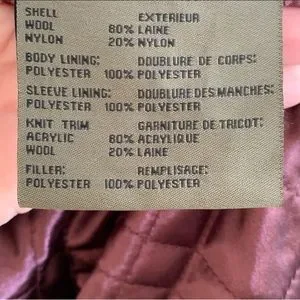 SHELL EXTERIEUR
WOOL 80% LAINE
NYLON 20% NYLON
BODY LINING: DOUBLURE DE CORPS:
POLYESTER 100% POLYESTER
SLEEVE LINING: DOUBLURE DES MANCHES:
POLYESTER 100% POLYESTER
KNIT TRIM GARNITURE DE TRICOT:
ACRYLIC 80% ACRYLIQUE
WOOL 20% LAINE
FILLER: REMPLISAGE:
POLYESTER 100% POLYESTER